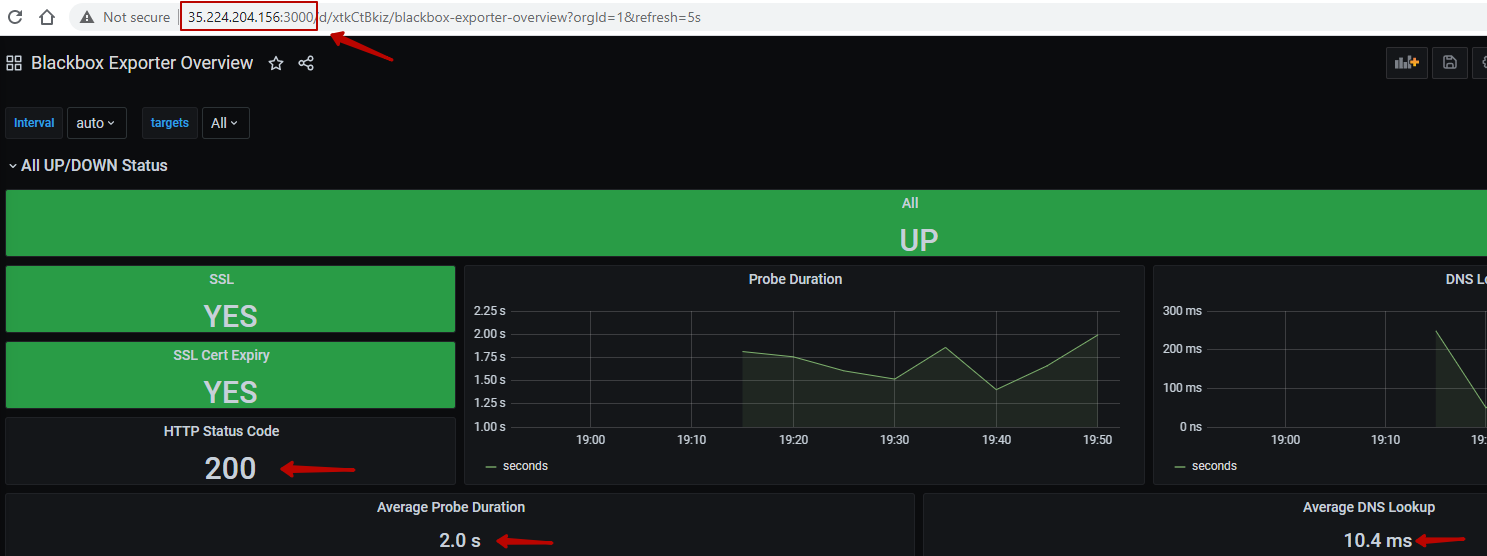 Not secure 35.224.204.156:3000/d/xtkCtBkiz/blackbox-exporter-overview?orgId=1&refresh=5s
Blackbox Exporter Overview
Interval auto targets All
All UP/DOWN Status
All
UP
SSL
YES
SSL Cert Expiry
YES
HTTP Status Code
200
Probe Duration
2.25 s
2.00 s
1.75 s
1.50 s
1.25 s
1.00 s
19:00 19:10 19:20 19:30 19:40 19:50
seconds
DNS Lo
300 ms
200 ms
100 ms
0 ns
19:00 19:10 19:
seconds
Average Probe Duration
2.0 s
Average DNS Lookup
10.4 ms